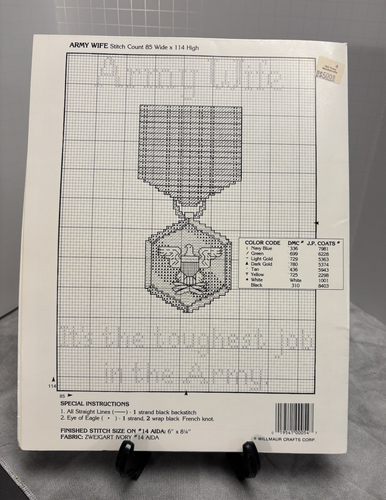 ARMY WIFE Stitch Count 85 Wide x 114 High
Army Wife
COLOR CODE DMC # J.P. COATS #
Navy Blue 336 7981
Green 699 6228
Light Gold 729 5363
Dark Gold 780 5374
Tan 436 5943
Yellow 725 2298
White White 1001
Black 310 8403
It's the toughest job
in the Army.
114
85
SPECIAL INSTRUCTIONS
1. All Straight Lines (——) · 1 strand black backstitch
2. Eye of Eagle ( • ) · 1 strand, 2 wrap black French knot.
FINISHED STITCH SIZE ON #14 AIDA: 6" x 8⅛"
FABRIC: ZWEIGART IVORY #14 AIDA
© WILLMAUR CRAFTS CORP.